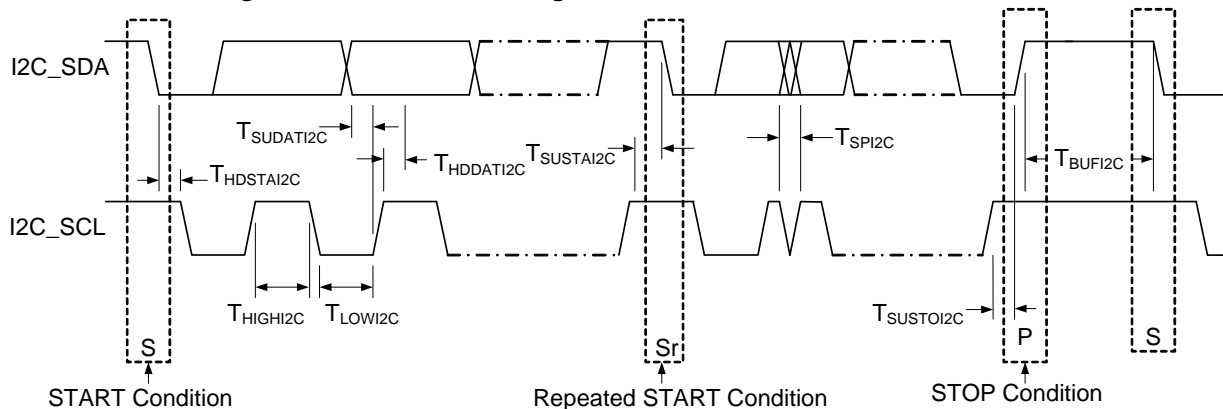 I2C_SDA
T_SUDATI2C
T_HDDATI2C
T_SUSTAI2C
T_SPI2C
T_BUFI2C
T_HDSTAI2C
I2C_SCL
T_HIGHI2C
T_LOWI2C
T_SUSTOI2C
S
Sr
P
S
START Condition
Repeated START Condition
STOP Condition